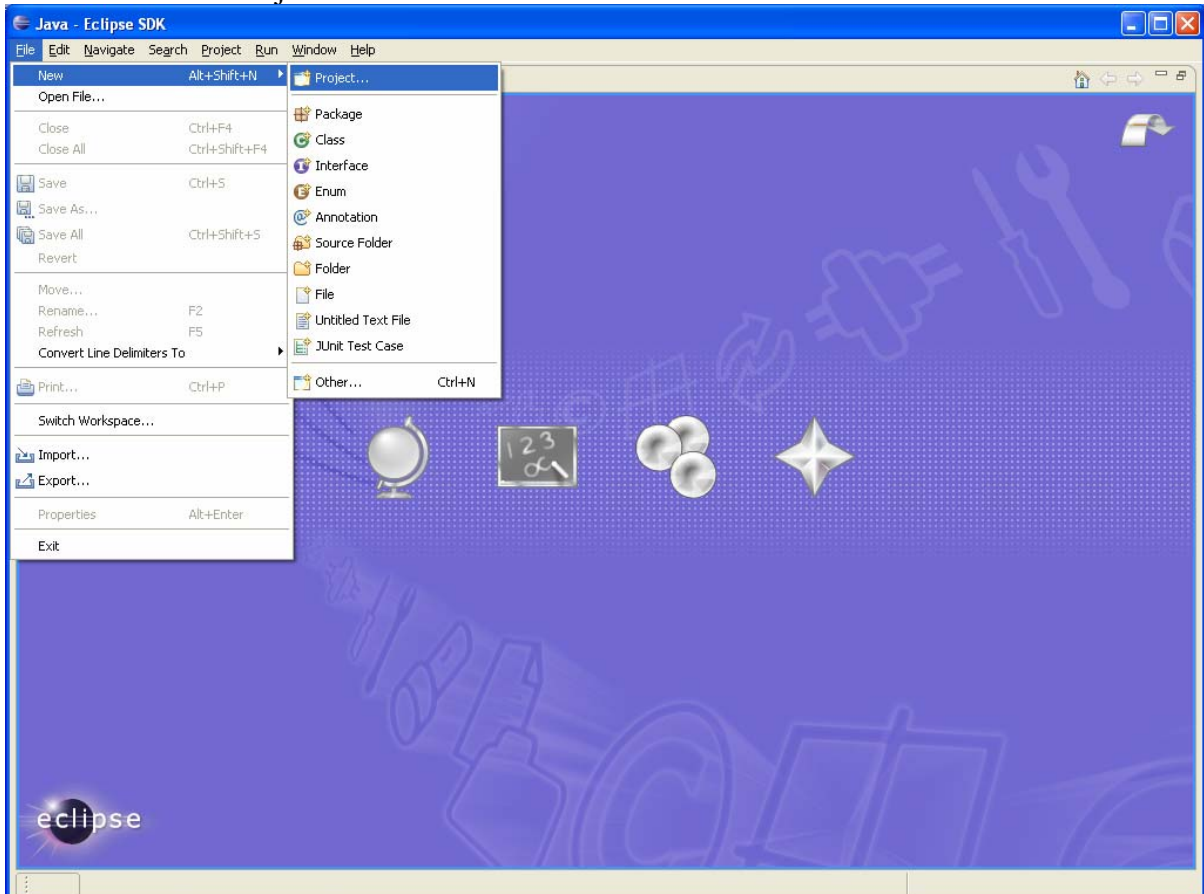 Java - Eclipse SDK
File Edit Navigate Search Project Run Window Help
New Alt+Shift+N
Open File...
Close Ctrl+F4
Close All Ctrl+Shift+F4
Save Ctrl+S
Save As...
Save All Ctrl+Shift+S
Revert
Move...
Rename... F2
Refresh F5
Convert Line Delimiters To
Print... Ctrl+P
Switch Workspace...
Import...
Export...
Properties Alt+Enter
Exit
Project...
Package
Class
Interface
Enum
Annotation
Source Folder
Folder
File
Untitled Text File
JUnit Test Case
Other... Ctrl+N
1 2 3
eclipse